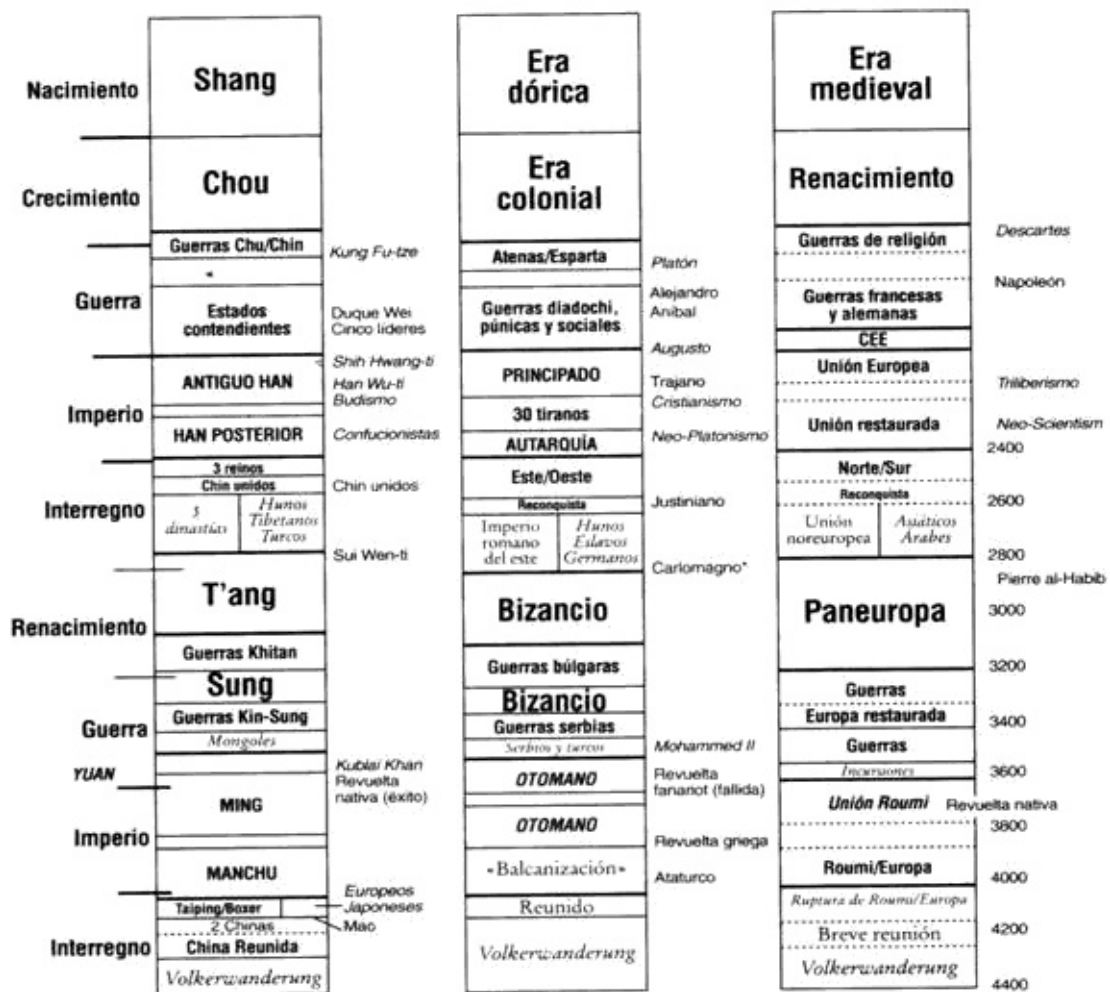 Nacimiento
Crecimiento
Guerra
Imperio
Interregno
Renacimiento
Guerra
YUAN
Imperio
Interregno
Shang
Chou
Guerras Chu/Chin
Estados
contendientes
ANTIGUO HAN
HAN POSTERIOR
3 reinos
Chin unidos
5
dinastías
Hunos
Tibetanos
Turcos
T'ang
Guerras Khitan
Sung
Guerras Kin-Sung
Mongoles
MING
MANCHU
Taiping/Boxer
2 Chinas
China Reunida
Volkerwanderung
Kung Fu-tze
Duque Wei
Cinco líderes
Shih Hwang-ti
Han Wu-ti
Budismo
Confucionistas
Chin unidos
Sui Wen-ti
Kublai Khan
Revuelta
nativa (éxito)
Europeos
Japoneses
Mao
Era
dórica
Era
colonial
Atenas/Esparta
Guerras diadochi,
púnicas y sociales
PRINCIPADO
30 tiranos
AUTARQUÍA
Este/Oeste
Reconquista
Imperio
romano
del este
Hunos
Eslavos
Germanos
Bizancio
Guerras búlgaras
Bizancio
Guerras serbias
Serbios y turcos
OTOMANO
OTOMANO
«Balcanización»
Reunido
Volkerwanderung
Platón
Alejandro
Aníbal
Augusto
Trajano
Cristianismo
Neo-Platonismo
Justiniano
Carlomagno*
Mohammed II
Revuelta
fanariot (fallida)
Revuelta griega
Ataturco
Era
medieval
Renacimiento
Guerras de religión
Guerras francesas
y alemanas
CEE
Unión Europea
Unión restaurada
Norte/Sur
Reconquista
Unión
noreuropea
Asiáticos
Árabes
Paneuropa
Guerras
Europa restaurada
Guerras
Incursiones
Unión Roumi
Roumi/Europa
Ruptura de Roumi/Europa
Breve reunión
Volkerwanderung
Descartes
Napoleón
Triliberismo
Neo-Scientism
2400
2600
2800
Pierre al-Habib
3000
3200
3400
3600
Revuelta nativa
3800
4000
4200
4400